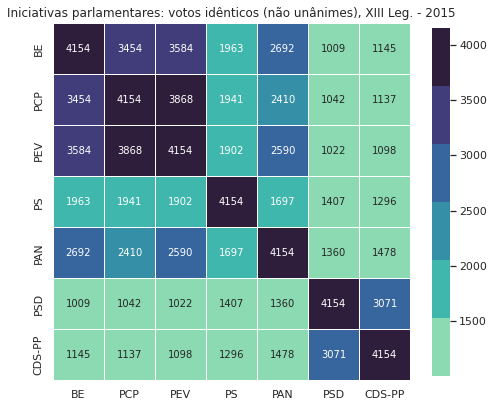 Iniciativas parlamentares: votos idênticos (não unânimes), XIII Leg. - 2015
BE 4154 3454 3584 1963 2692 1009 1145
PCP 3454 4154 3868 1941 2410 1042 1137
PEV 3584 3868 4154 1902 2590 1022 1098
PS 1963 1941 1902 4154 1697 1407 1296
PAN 2692 2410 2590 1697 4154 1360 1478
PSD 1009 1042 1022 1407 1360 4154 3071
CDS-PP 1145 1137 1098 1296 1478 3071 4154
BE PCP PEV PS PAN PSD CDS-PP
4000
3500
3000
2500
2000
1500